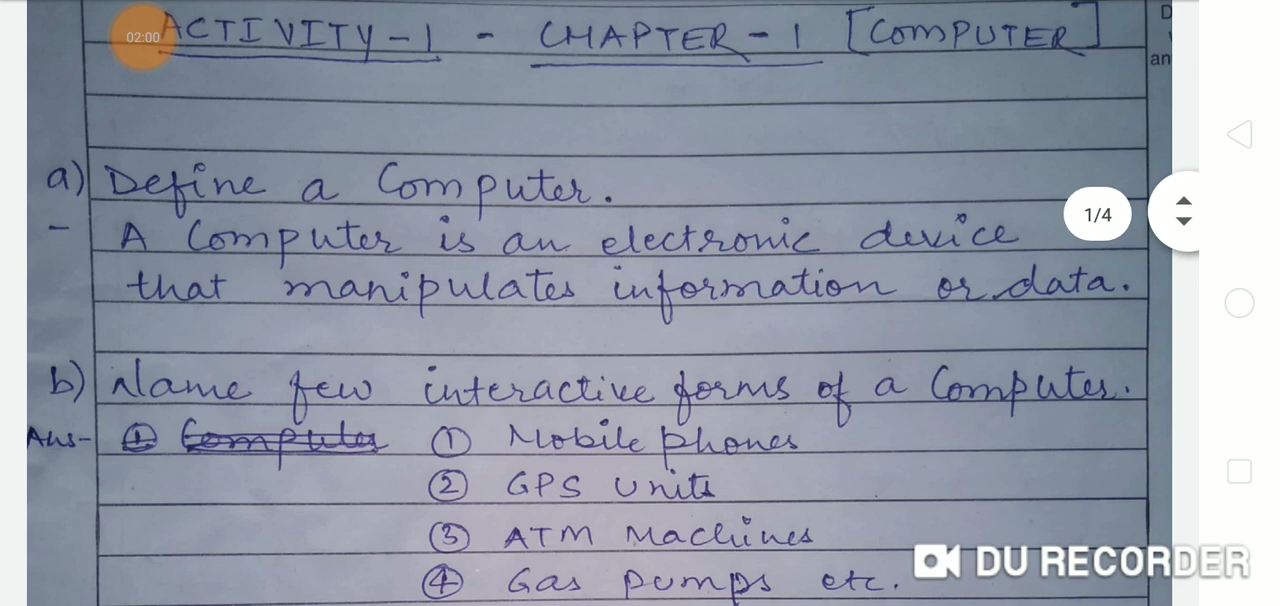 02:00
ACTIVITY-1 - CHAPTER-1 [COMPUTER]
D
an
a) Define a Computer.
1/4
- A Computer is an electronic device
that manipulates information or data.
b) Name few interactive forms of a Computer.
Ans- ① Computer ① Mobile phones
② GPS Units
③ ATM Machines
④ Gas pumps etc.
DU RECORDER